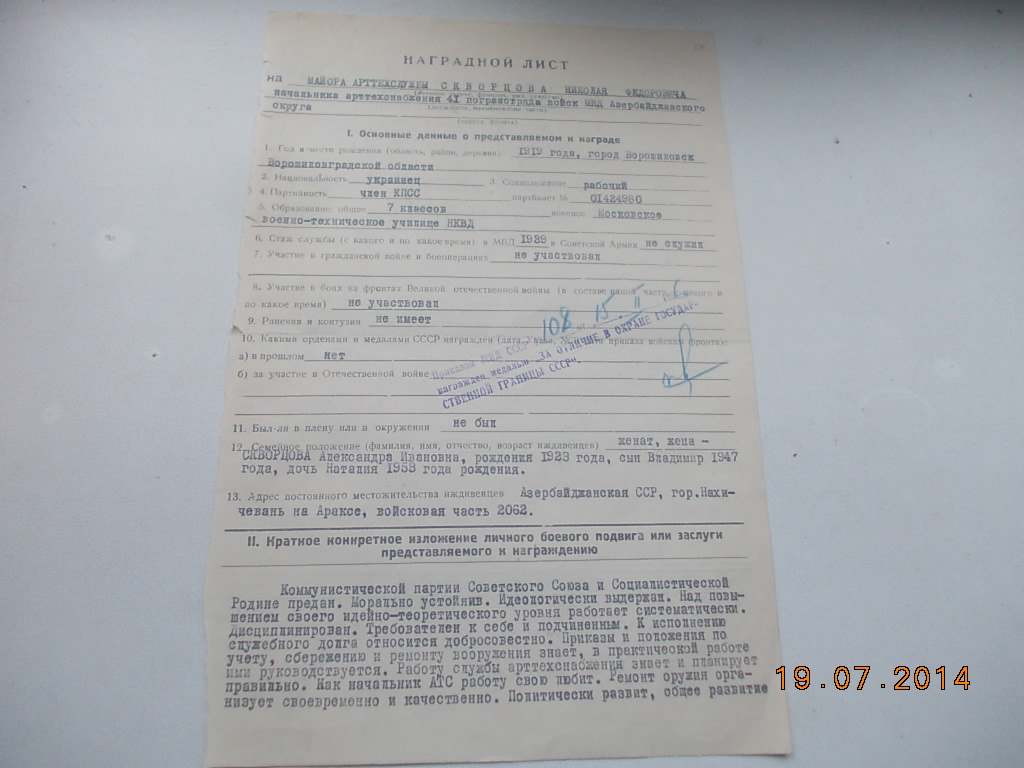 НАГРАДНОЙ ЛИСТ
на МАЙОРА АРТТЕХСЛУЖБЫ СКВОРЦОВА НИКОЛАЯ ФЕДОРОВИЧА
начальника арттехснабжения 41 погранотряда войск МВД Азербайджанского
округа
I. Основные данные о представляемом к награде
1. Год и место рождения (область, район, деревня) 1919 года, город Ворошиловск
Ворошиловградской области
2. Национальность украинец 3. Соцположение рабочий
4. Партийность член КПСС партбилет № 01424980
5. Образование: общее 7 классов военное Московское
военно-техническое училище НКВД
6. Стаж службы (с какого и по какое время): в МВД 1939 в Советской Армии не служил
7. Участие в гражданской войне и боеоперациях не участвовал
8. Участие в боях на фронтах Великой отечественной войны (в составе какой части, с какого и
по какое время) не участвовал
9. Ранения и контузии не имеет
10. Какими орденами и медалями СССР награжден (дата Указа, № приказа войскам фронта):
а) в прошлом нет
б) за участие в Отечественной войне
Приказом МВД СССР 108 от 15.II
награжден медалью „ЗА ОТЛИЧИЕ В ОХРАНЕ ГОСУДАР-
СТВЕННОЙ ГРАНИЦЫ СССР".
11. Был-ли в плену или в окружении не был
12. Семейное положение (фамилия, имя, отчество, возраст иждивенцев) женат, жена -
СКВОРЦОВА Александра Ивановна, рождения 1923 года, сын Владимир 1947
года, дочь Наталия 1953 года рождения.
13. Адрес постоянного местожительства иждивенцев Азербайджанская ССР, гор.Нахи-
чевань на Араксе, войсковая часть 2062.
II. Краткое конкретное изложение личного боевого подвига или заслуги
представляемого к награждению
Коммунистической партии Советского Союза и Социалистической
Родине предан. Морально устойчив. Идеологически выдержан. Над повы-
шением своего идейно-теоретического уровня работает систематически.
Дисциплинирован. Требователен к себе и подчиненным. К исполнению
служебного долга относится добросовестно. Приказы и положения по
учету, сбережению и ремонту вооружения знает, в практической работе
ими руководствуется. Работу службы арттехснабжения знает и планирует
правильно. Как начальник АТС работу свою любит. Ремонт оружия орга-
низует своевременно и качественно. Политически развит, общее развитие
19.07.2014